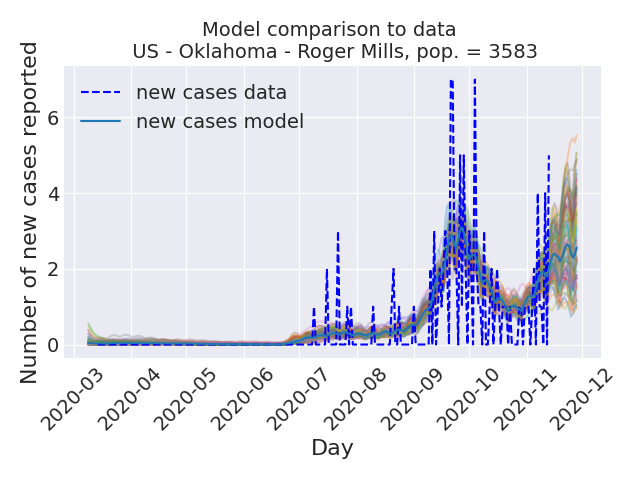 Model comparison to data
US - Oklahoma - Roger Mills, pop. = 3583
Number of new cases reported
6
4
2
0
new cases data
new cases model
2020-03
2020-04
2020-05
2020-06
2020-07
2020-08
2020-09
2020-10
2020-11
2020-12
Day